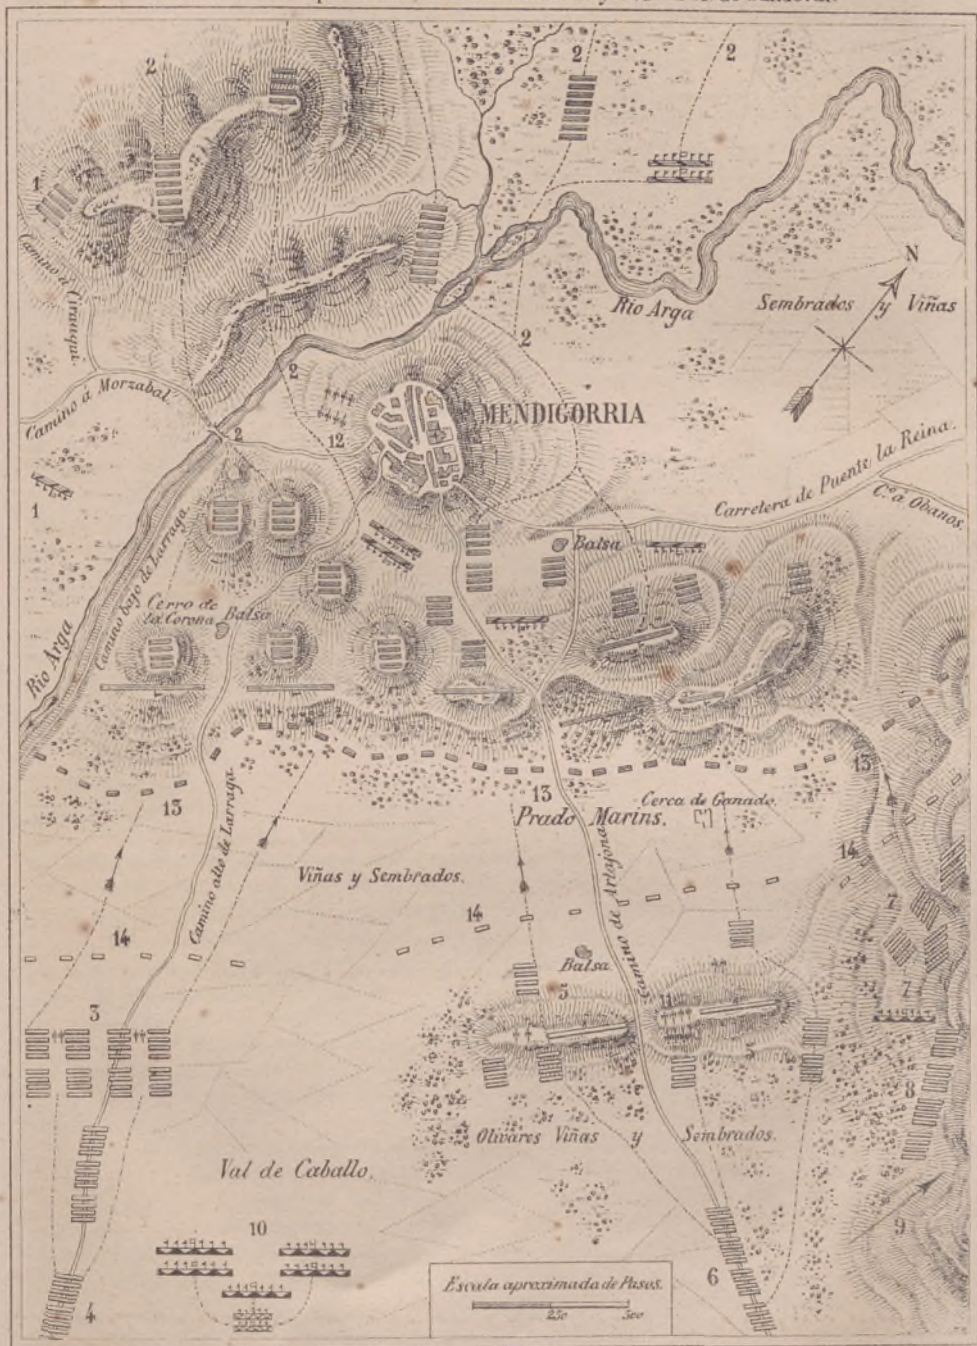 y
2
2
2
1
Camino á Cirauqui.
N
Rio Arga
Sembrados y Viñas
2
2
Camino á Morzabal.
MENDIGORRIA
12
2
1
Carretera de Puente la Reina.
C.º á Obanos.
Camino bajo de Larraga.
Balsa
Cerro de
la Corona
Balsa
Rio Arga
13
13
13
Cerca de Ganado.
Prado Marins.
Camino alto de Larraga.
Viñas y Sembrados.
Camino de Artajona
14
14
14
7
Balsa
3
5
11
7
8
Olivares Viñas y Sembrados.
Val de Caballo.
10
9
6
4
Escala aproximada de Pasos.
250 500